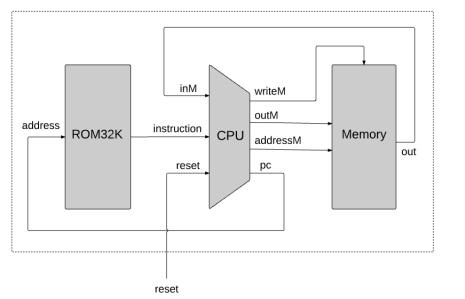 inM
writeM
outM
address
ROM32K
instruction
CPU
addressM
Memory
out
reset
pc
reset